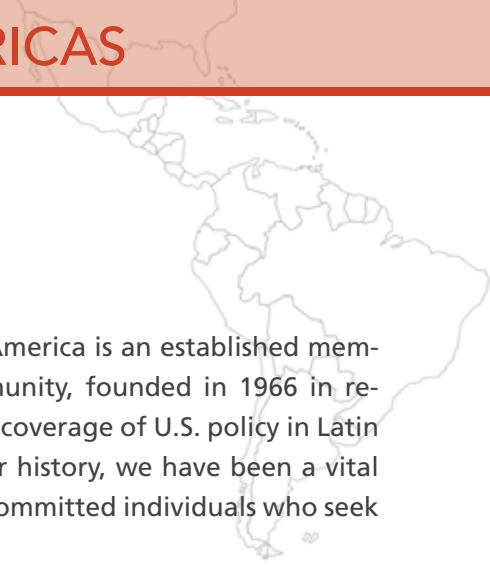 RICAS
America is an established mem-
munity, founded in 1966 in re-
coverage of U.S. policy in Latin
r history, we have been a vital
ommitted individuals who seek